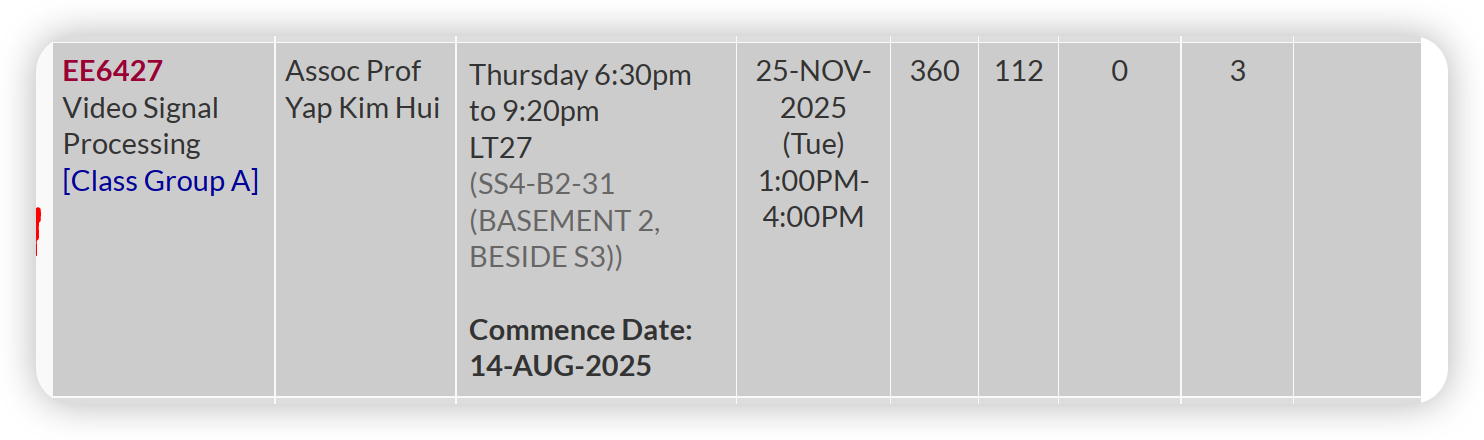 EE6427
Video Signal
Processing
[Class Group A]
Assoc Prof
Yap Kim Hui
Thursday 6:30pm
to 9:20pm
LT27
(SS4-B2-31
(BASEMENT 2,
BESIDE S3))
Commence Date:
14-AUG-2025
25-NOV-
2025
(Tue)
1:00PM-
4:00PM
360
112
0
3